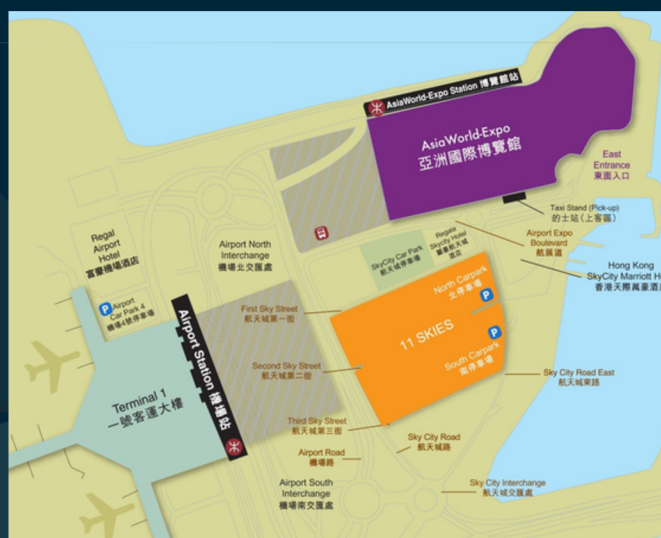 AsiaWorld-Expo Station 博覽館站
AsiaWorld-Expo
亞洲國際博覽館
East
Entrance
東面入口
Taxi Stand (Pick-up)
的士站(上客區)
Regal
Airport
Hotel
富豪機場酒店
Airport North
Interchange
機場北交匯處
SkyCity Car Park
航天城停車場
Regala
Skycity Hotel
麗豪航天城
酒店
Airport Expo
Boulevard
航展道
Hong Kong
SkyCity Marriott H
香港天際萬豪酒
P
Airport
Car Park 4
機場4號停車場
Airport Station 機場站
First Sky Street
航天城第一街
North Carpark
北停車場
P
11 SKIES
P
South Carpark
南停車場
Second Sky Street
航天城第二街
Sky City Road East
航天城東路
Terminal 1
一號客運大樓
Third Sky Street
航天城第三街
Sky City Road
航天城路
Airport Road
機場路
Airport South
Interchange
機場南交匯處
Sky City Interchange
航天城交匯處